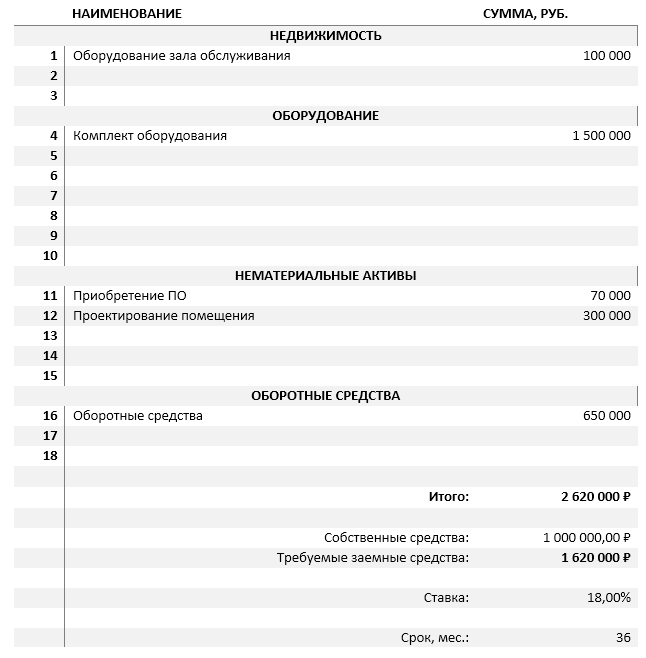 НАИМЕНОВАНИЕ СУММА, РУБ.
НЕДВИЖИМОСТЬ
1 Оборудование зала обслуживания 100 000
2
3
ОБОРУДОВАНИЕ
4 Комплект оборудования 1 500 000
5
6
7
8
9
10
НЕМАТЕРИАЛЬНЫЕ АКТИВЫ
11 Приобретение ПО 70 000
12 Проектирование помещения 300 000
13
14
15
ОБОРОТНЫЕ СРЕДСТВА
16 Оборотные средства 650 000
17
18
Итого: 2 620 000 ₽
Собственные средства: 1 000 000,00 ₽
Требуемые заемные средства: 1 620 000 ₽
Ставка: 18,00%
Срок, мес.: 36